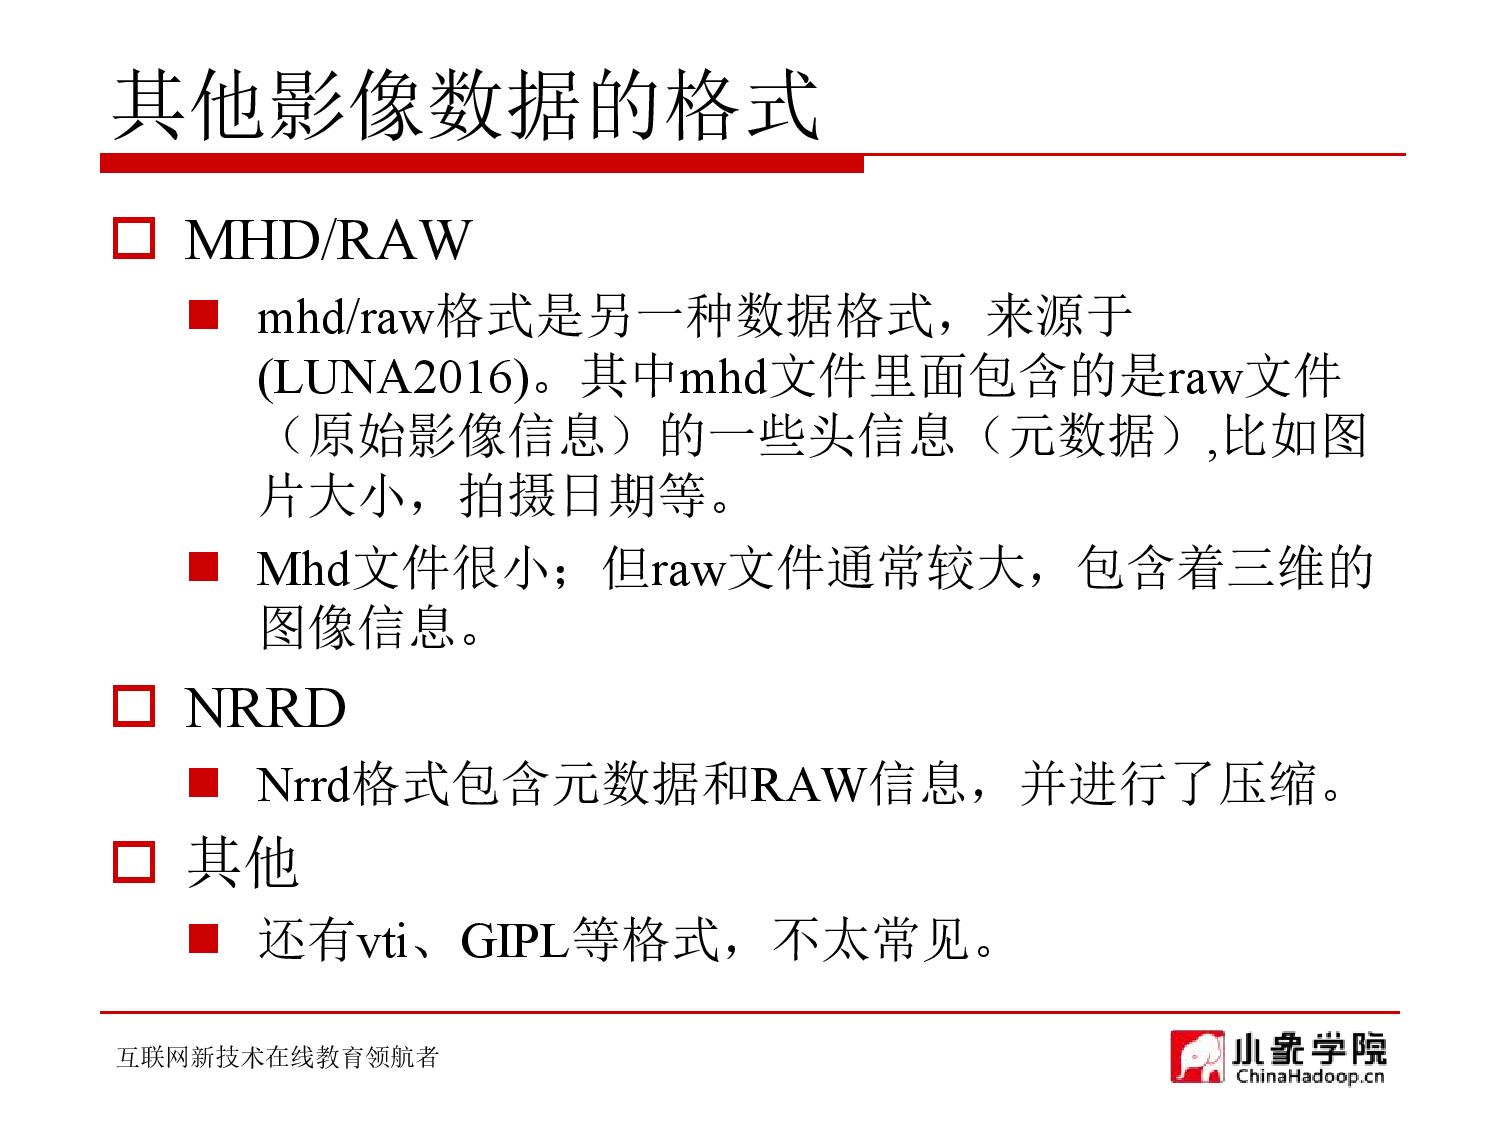 其他影像数据的格式
MHD/RAW
mhd/raw格式是另一种数据格式，来源于
(LUNA2016)。其中mhd文件里面包含的是raw文件
（原始影像信息）的一些头信息（元数据）,比如图
片大小，拍摄日期等。
Mhd文件很小；但raw文件通常较大，包含着三维的
图像信息。
NRRD
Nrrd格式包含元数据和RAW信息，并进行了压缩。
其他
还有vti、GIPL等格式，不太常见。
互联网新技术在线教育领航者
小象学院
ChinaHadoop.cn